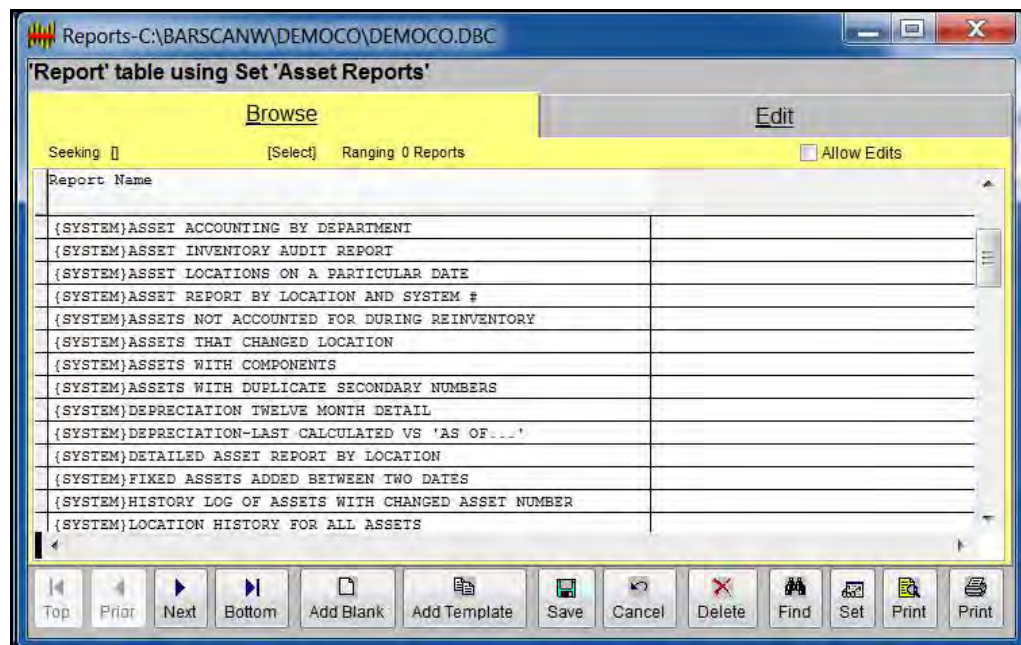 Reports-C:\BARSCANW\DEMOCO\DEMOCO.DBC
'Report' table using Set 'Asset Reports'
Browse Edit
Seeking [] [Select] Ranging 0 Reports Allow Edits
Report Name
{SYSTEM}ASSET ACCOUNTING BY DEPARTMENT
{SYSTEM}ASSET INVENTORY AUDIT REPORT
{SYSTEM}ASSET LOCATIONS ON A PARTICULAR DATE
{SYSTEM}ASSET REPORT BY LOCATION AND SYSTEM #
{SYSTEM}ASSETS NOT ACCOUNTED FOR DURING REINVENTORY
{SYSTEM}ASSETS THAT CHANGED LOCATION
{SYSTEM}ASSETS WITH COMPONENTS
{SYSTEM}ASSETS WITH DUPLICATE SECONDARY NUMBERS
{SYSTEM}DEPRECIATION TWELVE MONTH DETAIL
{SYSTEM}DEPRECIATION-LAST CALCULATED VS 'AS OF...'
{SYSTEM}DETAILED ASSET REPORT BY LOCATION
{SYSTEM}FIXED ASSETS ADDED BETWEEN TWO DATES
{SYSTEM}HISTORY LOG OF ASSETS WITH CHANGED ASSET NUMBER
{SYSTEM}LOCATION HISTORY FOR ALL ASSETS
Top Prior Next Bottom Add Blank Add Template Save Cancel Delete Find Set Print Print